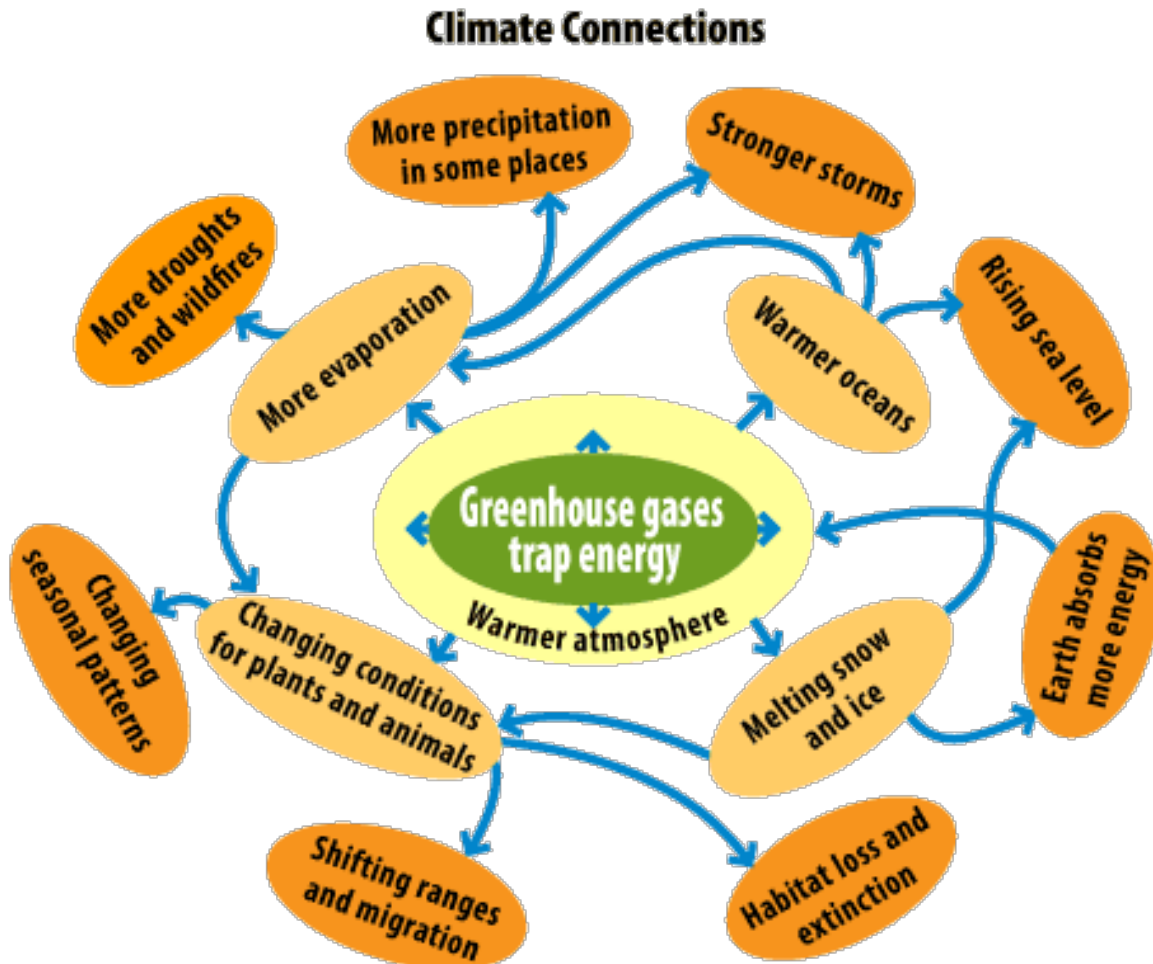 Climate Connections
More precipitation
in some places
Stronger storms
More droughts
and wildfires
More evaporation
Warmer oceans
Rising sea level
Greenhouse gases
trap energy
Warmer atmosphere
Changing
seasonal patterns
Changing conditions
for plants and animals
Melting snow
and ice
Earth absorbs
more energy
Shifting ranges
and migration
Habitat loss and
extinction